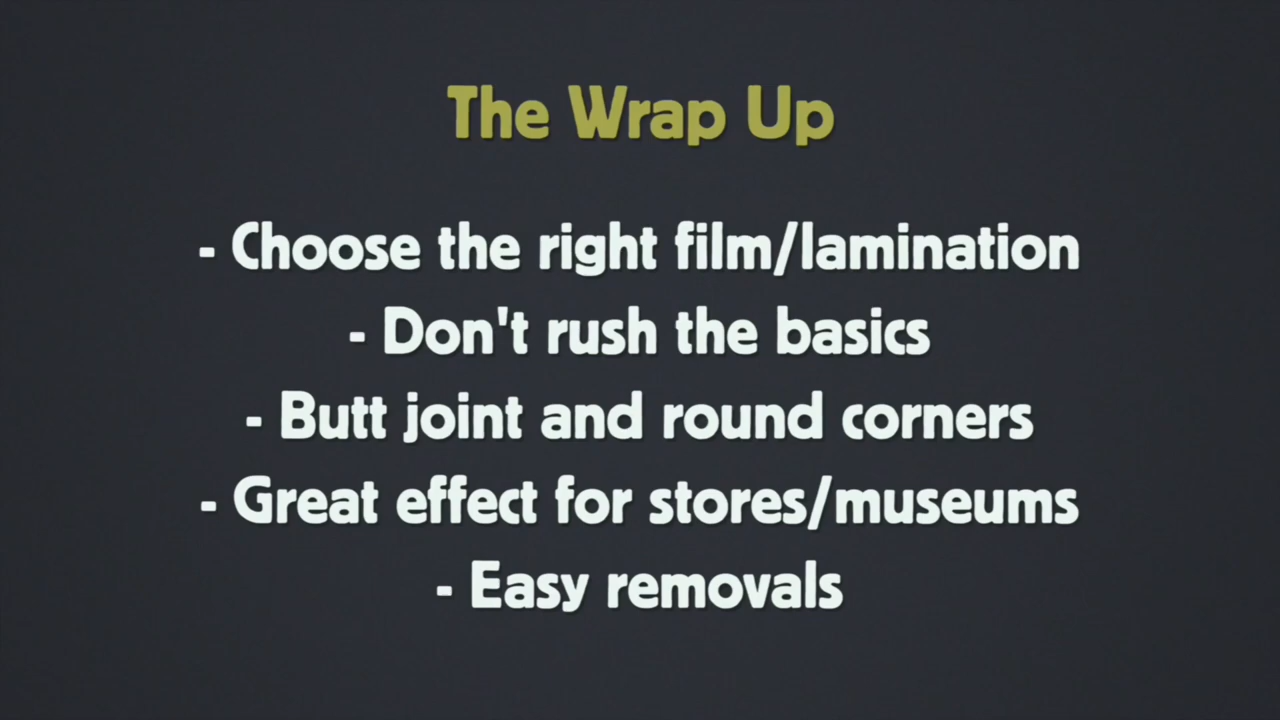 The Wrap Up
- Choose the right film/lamination
- Don't rush the basics
- Butt joint and round corners
- Great effect for stores/museums
- Easy removals